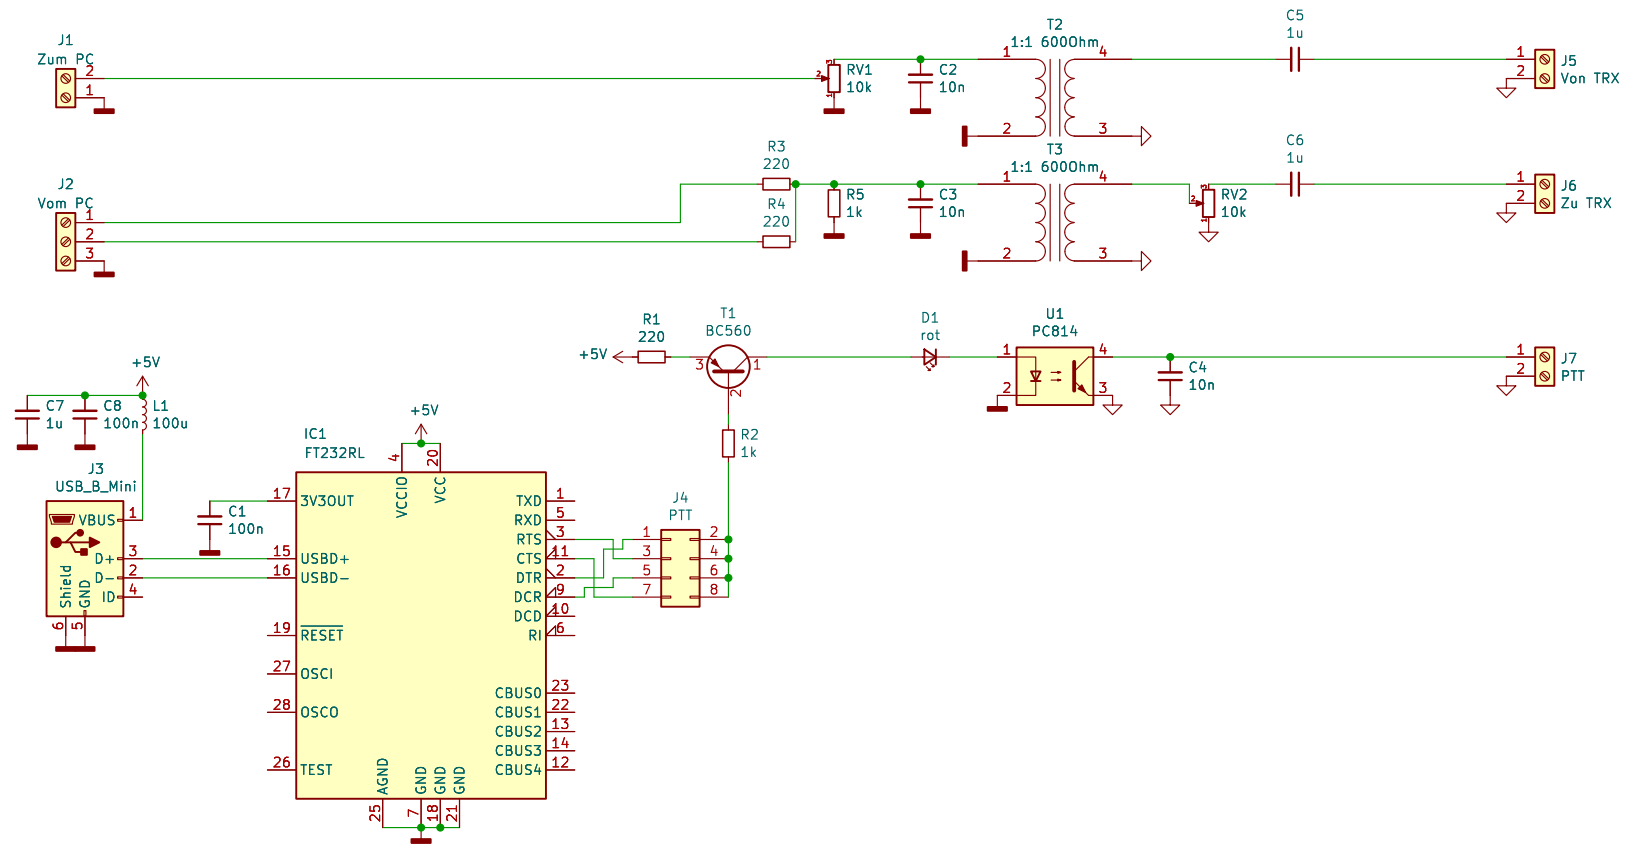 J1
Zum PC
2
1
J2
Vom PC
1
2
3
R3
220
R4
220
RV1
10k
3
2
1
R5
1k
C2
10n
C3
10n
T2
1:1 600Ohm
1
4
2
3
T3
1:1 600Ohm
1
4
2
3
C5
1u
C6
1u
RV2
10k
3
2
1
1
2
J5
Von TRX
1
2
J6
Zu TRX
+5V
R1
220
T1
BC560
3
1
2
D1
rot
U1
PC814
1
4
2
3
C4
10n
1
2
J7
PTT
R2
1k
+5V
C7
1u
C8
100n
L1
100u
J3
USB_B_Mini
VBUS
1
D+
3
D-
2
ID
4
Shield
GND
6
5
C1
100n
IC1
FT232RL
+5V
4
20
VCCIO
VCC
17
3V3OUT
15
USBD+
16
USBD-
19
RESET
27
OSCI
28
OSCO
26
TEST
TXD
1
RXD
5
RTS
3
CTS
11
DTR
2
DCR
9
DCD
10
RI
6
CBUS0
23
CBUS1
22
CBUS2
13
CBUS3
14
CBUS4
12
AGND
GND
GND
GND
25
7
18
21
J4
PTT
1
2
3
4
5
6
7
8